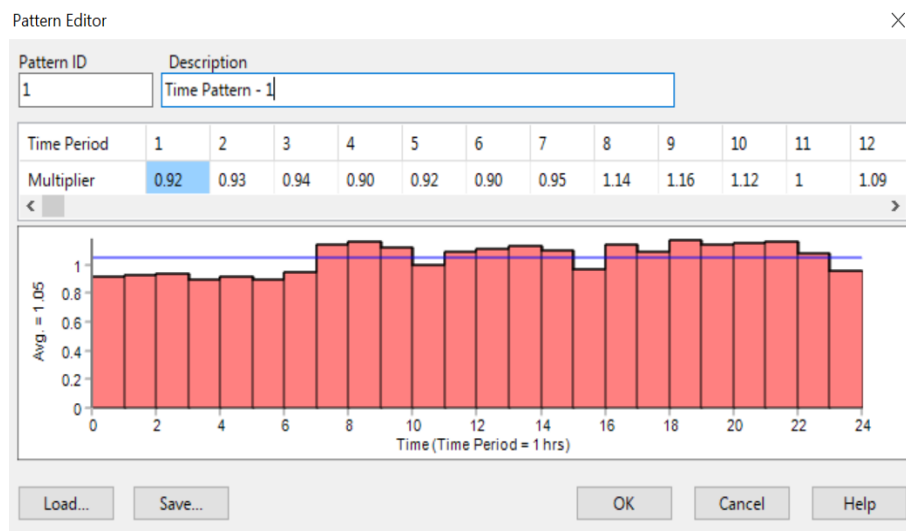 Pattern Editor
Pattern ID Description
1 Time Pattern - 1
Time Period 1 2 3 4 5 6 7 8 9 10 11 12
Multiplier 0.92 0.93 0.94 0.90 0.92 0.90 0.95 1.14 1.16 1.12 1 1.09
Avg. = 1.05
1
0.8
0.6
0.4
0.2
0
0 2 4 6 8 10 12 14 16 18 20 22 24
Time (Time Period = 1 hrs)
Load... Save... OK Cancel Help